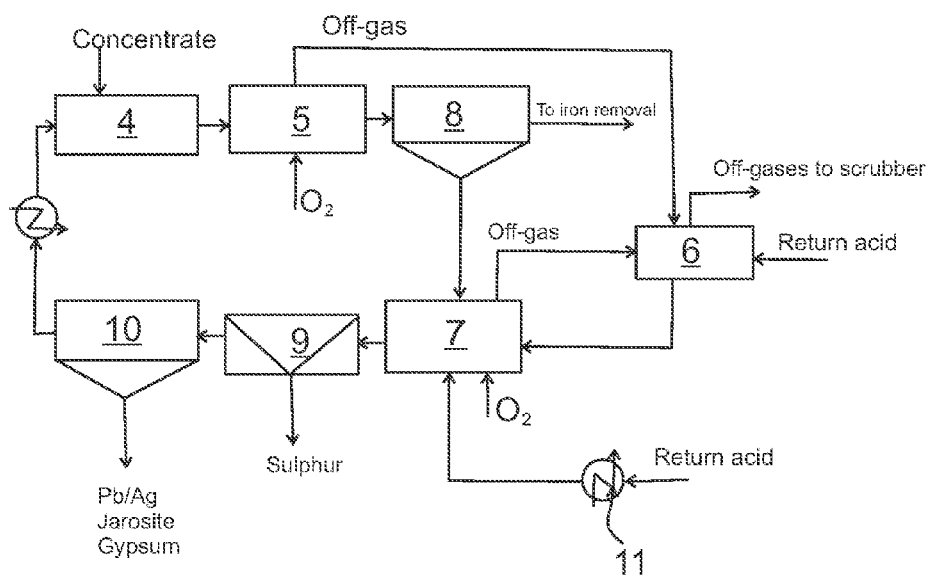 Off-gas
Concentrate
4
5
8
To iron removal
O₂
Off-gases to scrubber
Off-gas
6
Return acid
10
9
7
O₂
Sulphur
Return acid
Pb/Ag
Jarosite
Gypsum
11